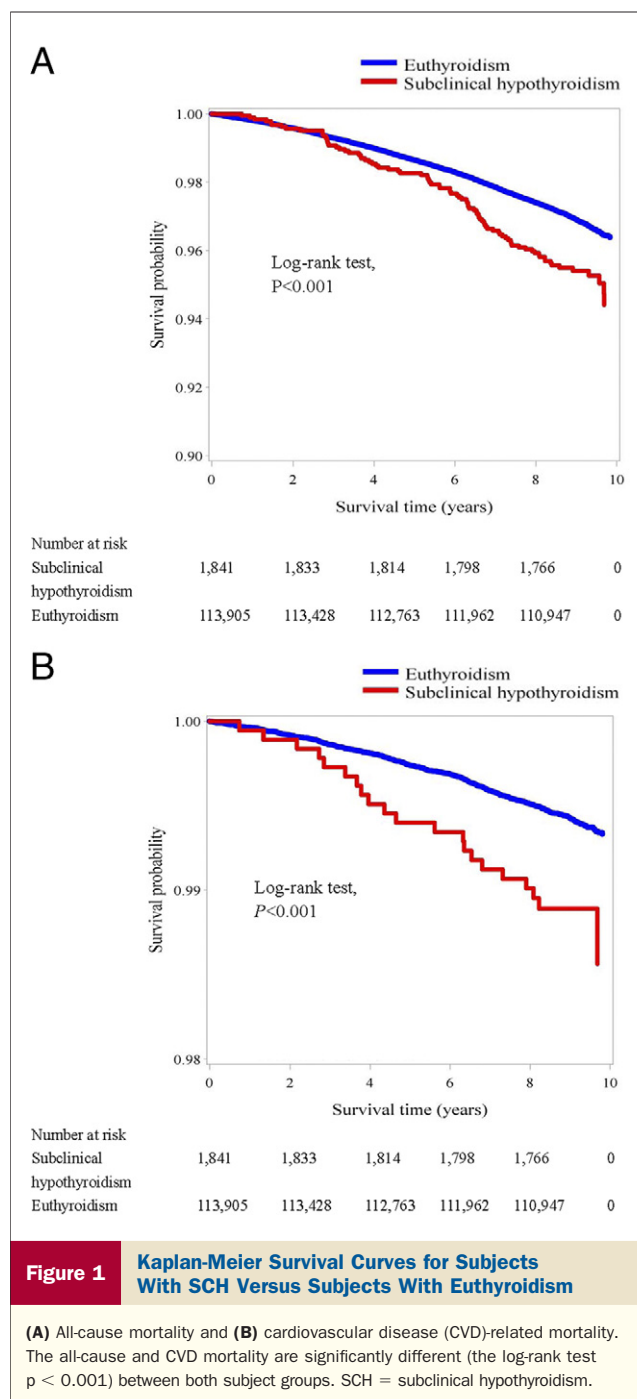 A
Euthyroidism
Subclinical hypothyroidism
1.00
0.98
0.96
0.94
0.92
0.90
Survival probability
Log-rank test,
P<0.001
0 2 4 6 8 10
Survival time (years)
Number at risk
Subclinical 1,841 1,833 1,814 1,798 1,766 0
hypothyroidism
Euthyroidism 113,905 113,428 112,763 111,962 110,947 0
B
Euthyroidism
Subclinical hypothyroidism
1.00
0.99
0.98
Survival probability
Log-rank test,
P<0.001
0 2 4 6 8 10
Survival time (years)
Number at risk
Subclinical 1,841 1,833 1,814 1,798 1,766 0
hypothyroidism
Euthyroidism 113,905 113,428 112,763 111,962 110,947 0
Figure 1 Kaplan-Meier Survival Curves for Subjects
With SCH Versus Subjects With Euthyroidism
(A) All-cause mortality and (B) cardiovascular disease (CVD)-related mortality.
The all-cause and CVD mortality are significantly different (the log-rank test
p < 0.001) between both subject groups. SCH = subclinical hypothyroidism.